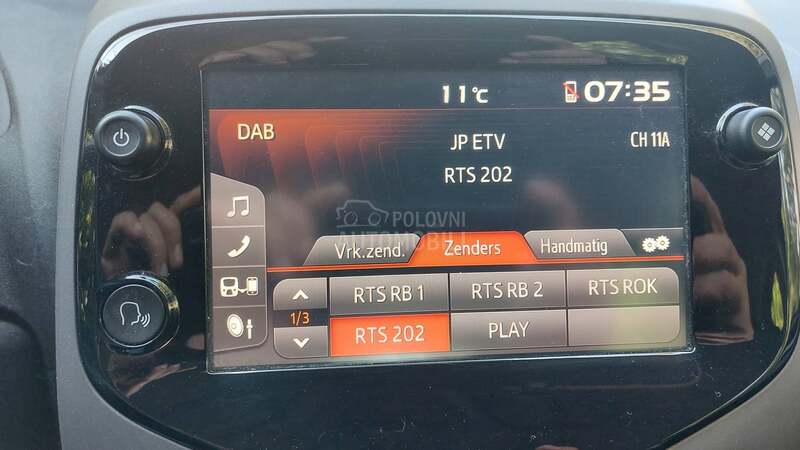 11°C 07:35
DAB JP ETV CH 11A
RTS 202
POLOVNI
AUTOMOBILI
Vrk.zend. Zenders Handmatig
RTS RB 1 RTS RB 2 RTS ROK
1/3
RTS 202 PLAY